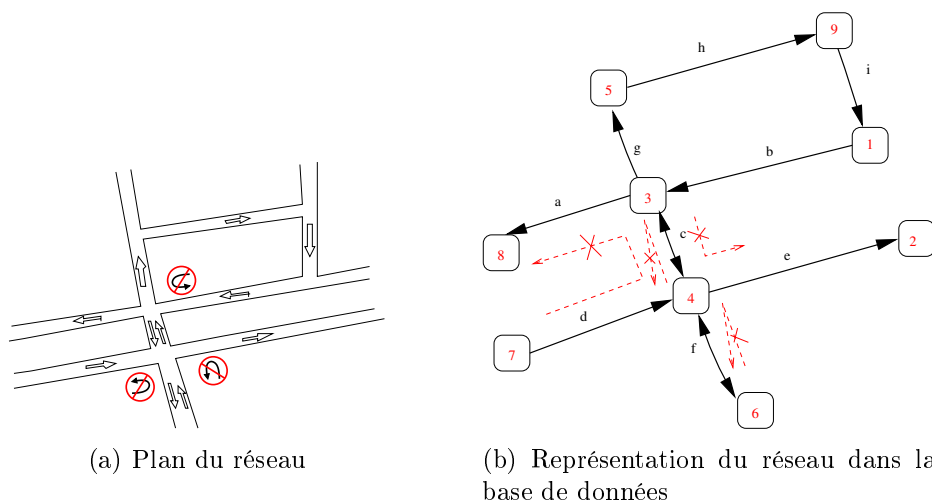 9
h
i
5
1
g
b
3
a
c
2
8
e
4
d
7
f
6
(a) Plan du réseau
(b) Représentation du réseau dans la
base de données